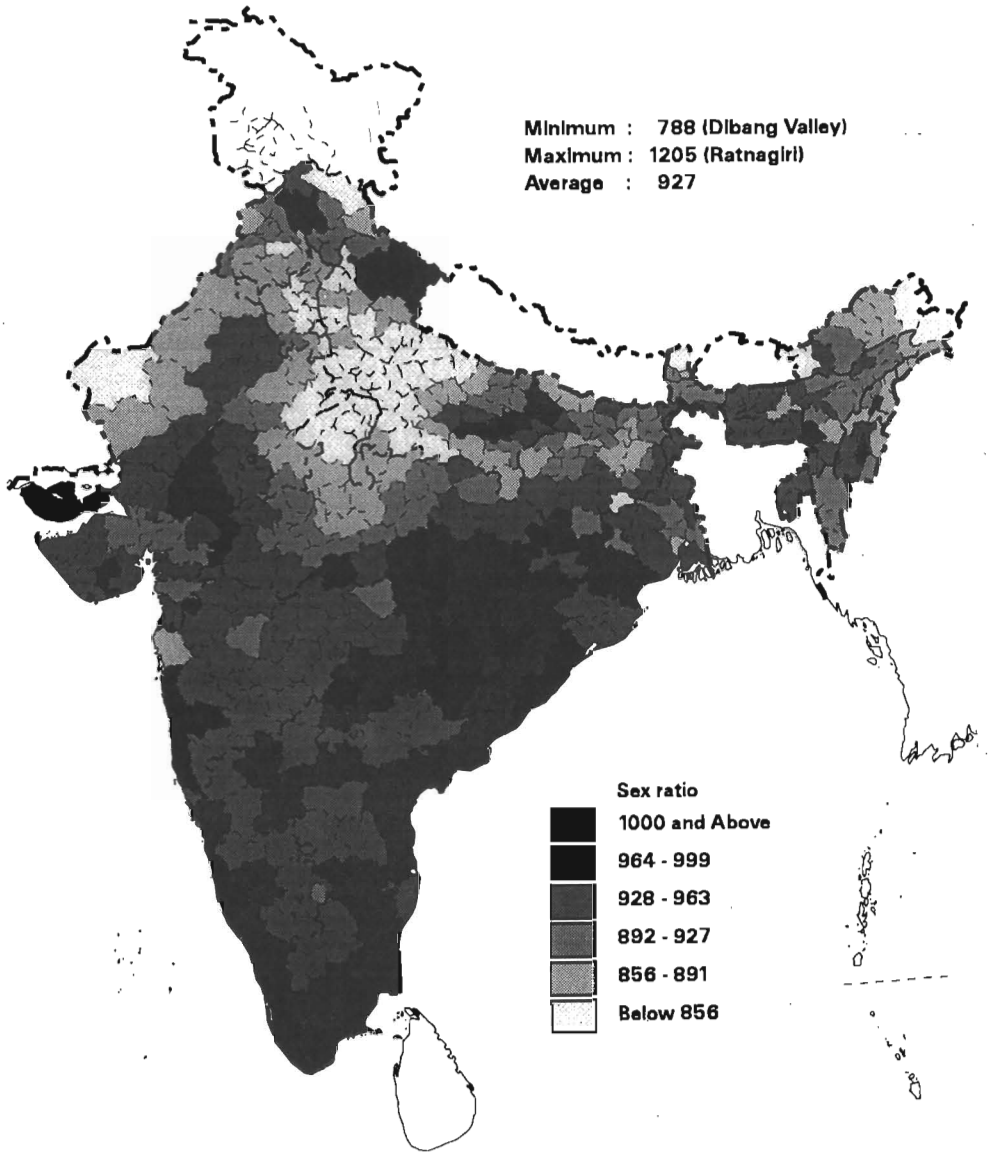 Minimum : 788 (Dibang Valley)
Maximum : 1205 (Ratnagiri)
Average : 927
Sex ratio
1000 and Above
964 - 999
928 - 963
892 - 927
856 - 891
Below 856